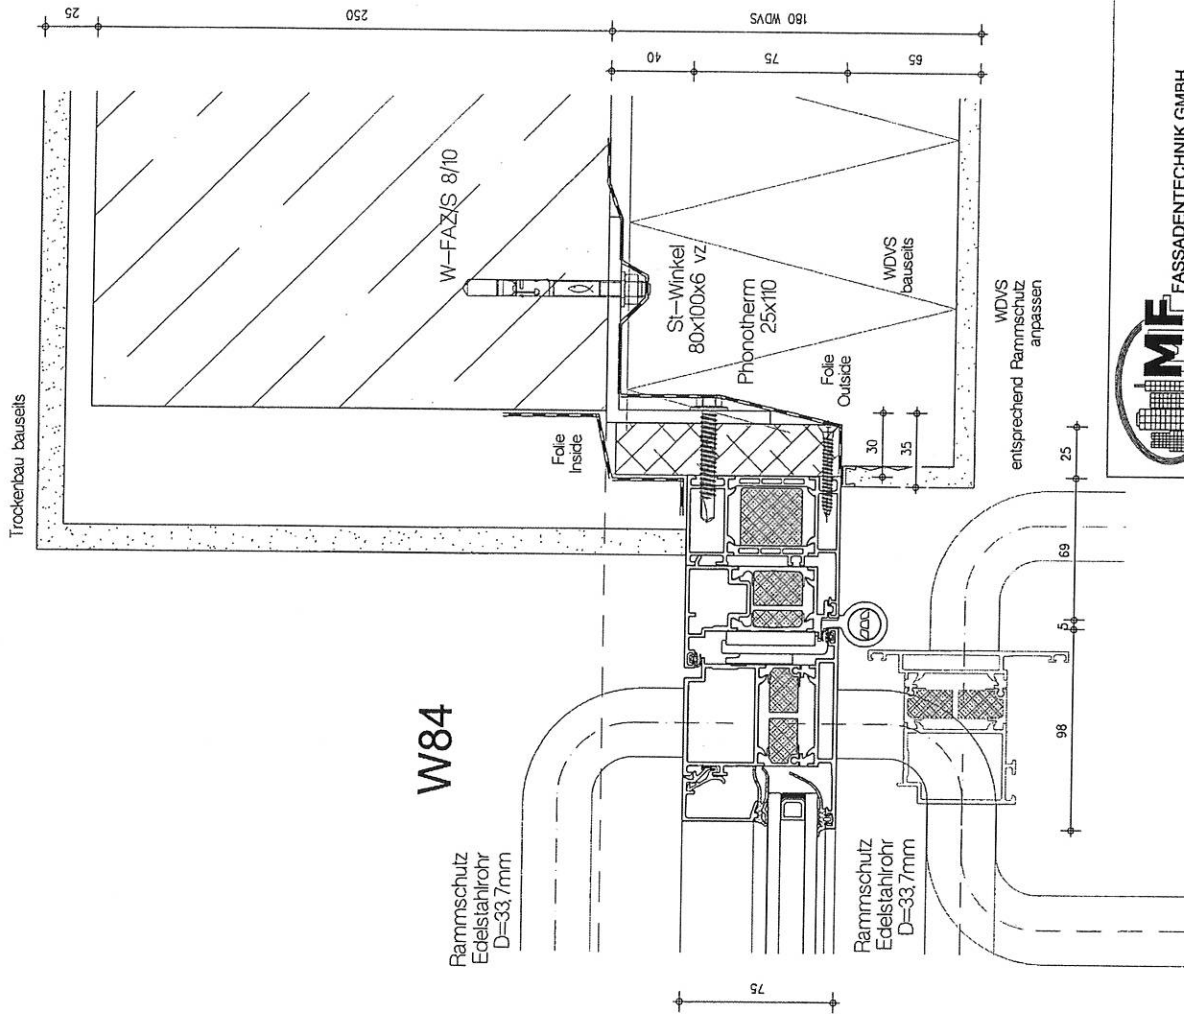 25
250
180 WDVS
40
75
65
Trockenbau bauseits
W-FAZ/S 8/10
St-Winkel
80x100x6 vz
Phonotherm
25x110
WDVS
bauseits
Folie
Outside
Folie
Inside
WDVS
entsprechend Rammschutz
anpassen
30
35
25
69
5
98
W84
Rammschutz
Edelstahlrohr
D=33,7mm
Rammschutz
Edelstahlrohr
D=33,7mm
75
MF
FASSADENTECHNIK GMBH